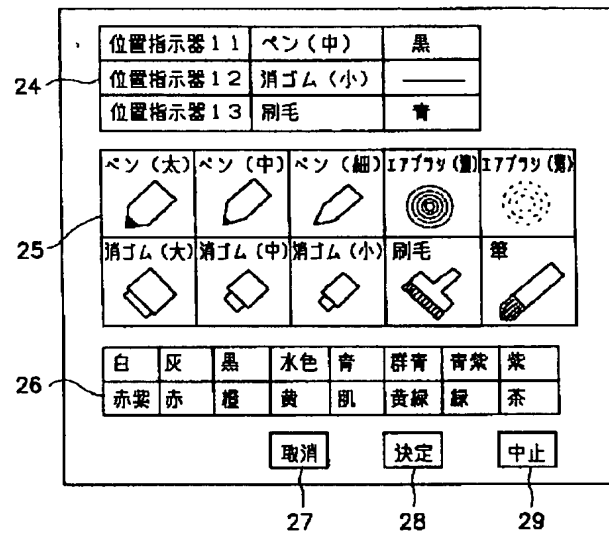 位置指示器11 ペン(中) 黒
24 位置指示器12 消ゴム(小)
位置指示器13 刷毛 青
ペン(太) ペン(中) ペン(細) エアブラシ(濃) エアブラシ(薄)
25
消ゴム(大) 消ゴム(中) 消ゴム(小) 刷毛 筆
白 灰 黒 水色 青 群青 青紫 紫
26
赤紫 赤 橙 黄 肌 黄緑 緑 茶
取消 決定 中止
27 28 29